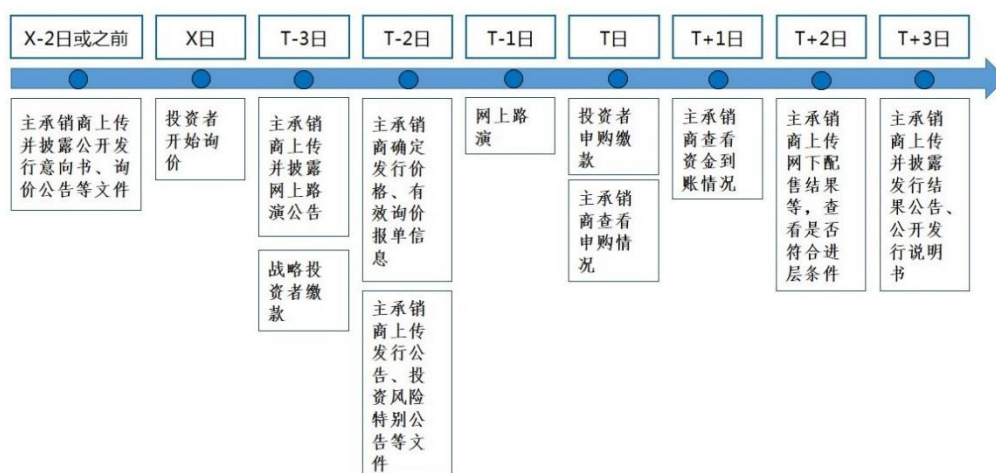 X-2日或之前
X日
T-3日
T-2日
T-1日
T日
T+1日
T+2日
T+3日
主承销商上传
并披露公开发
行意向书、询
价公告等文件
投资者
开始询
价
主承销
商上传
并披露
网上路
演公告
战略投
资者缴
款
主承销
商确定
发行价
格、有
效询价
报单信
息
主承销
商上传
发行公
告、投
资风险
特别公
告等文
件
网上路
演
投资者
申购缴
款
主承销
商查看
申购情
况
主承销
商查看
资金到
账情况
主承销
商上传
网下配
售结果
等，查
看是否
符合进
层条件
主承销
商上传
并披露
发行结
果公告、
公开发
行说明
书